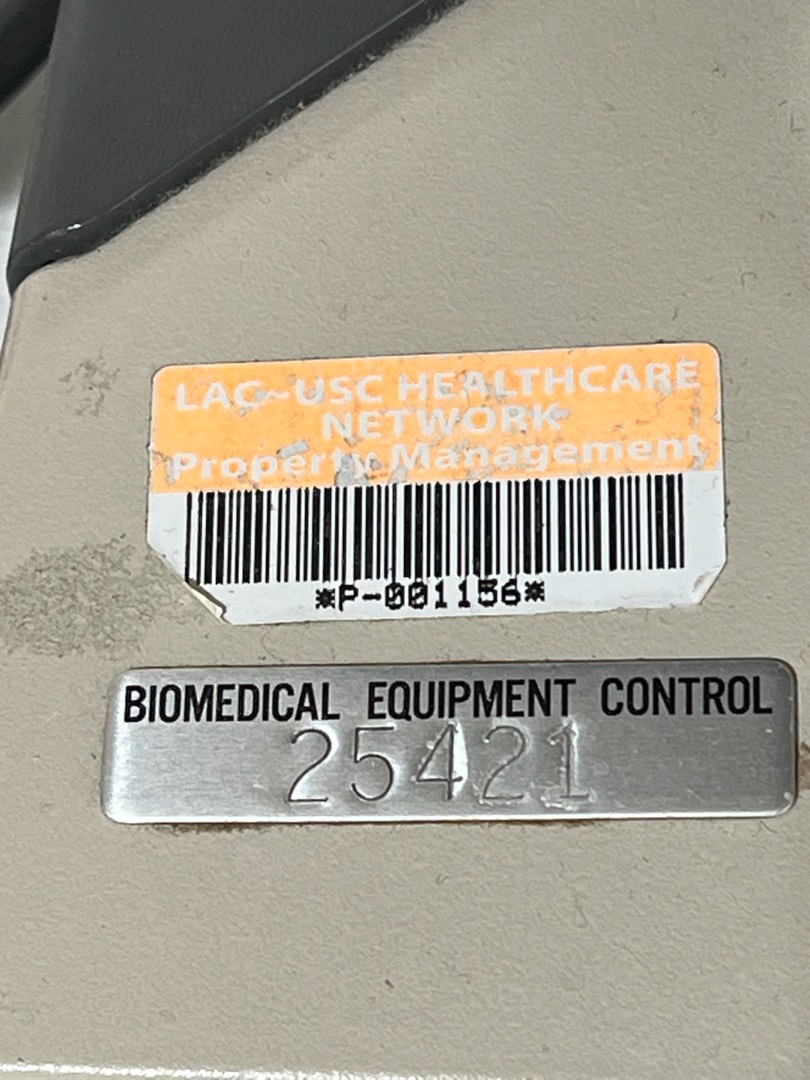 LAC~USC HEALTHCARE
NETWORK
Property Management
*P-001156*
BIOMEDICAL EQUIPMENT CONTROL
25421